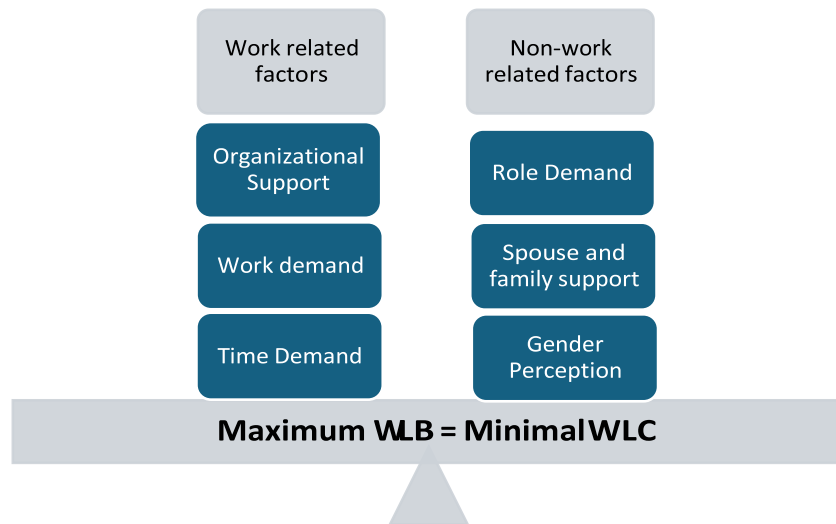 Work related
factors
Organizational
Support
Work demand
Time Demand
Non-work
related factors
Role Demand
Spouse and
family support
Gender
Perception
Maximum WLB = Minimal WLC